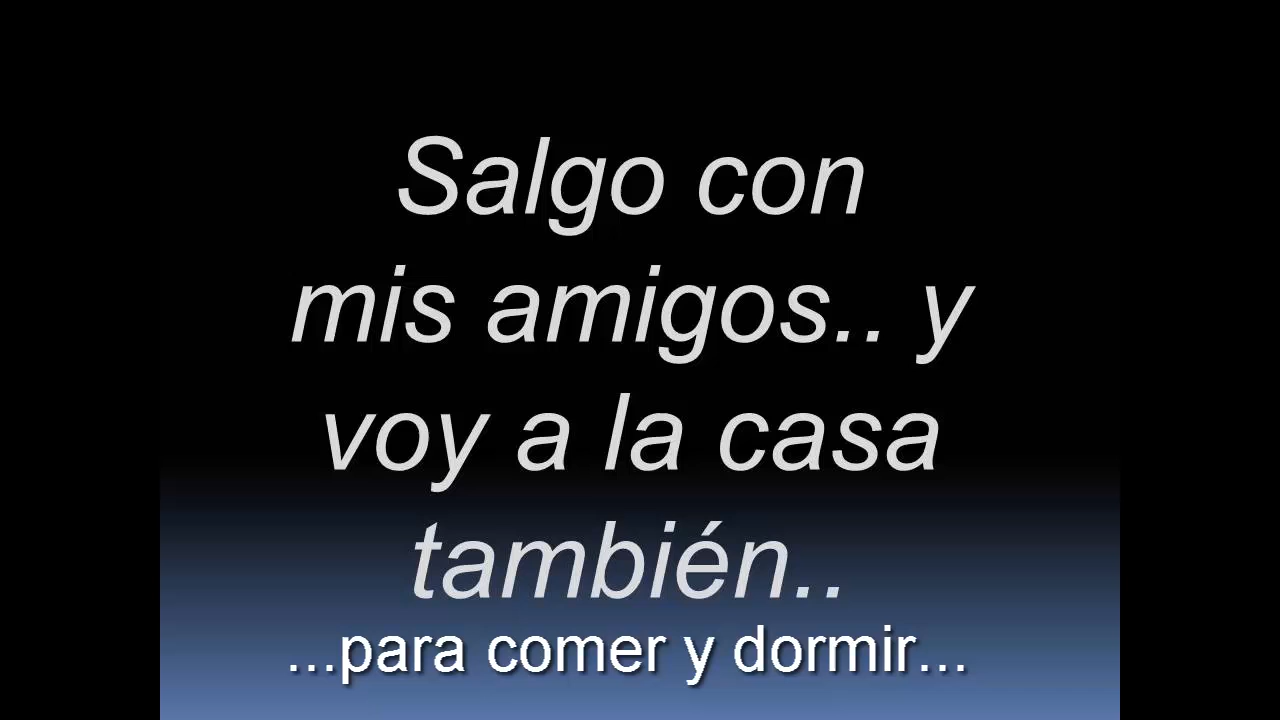 Salgo con
mis amigos.. y
voy a la casa
también..
...para comer y dormir...